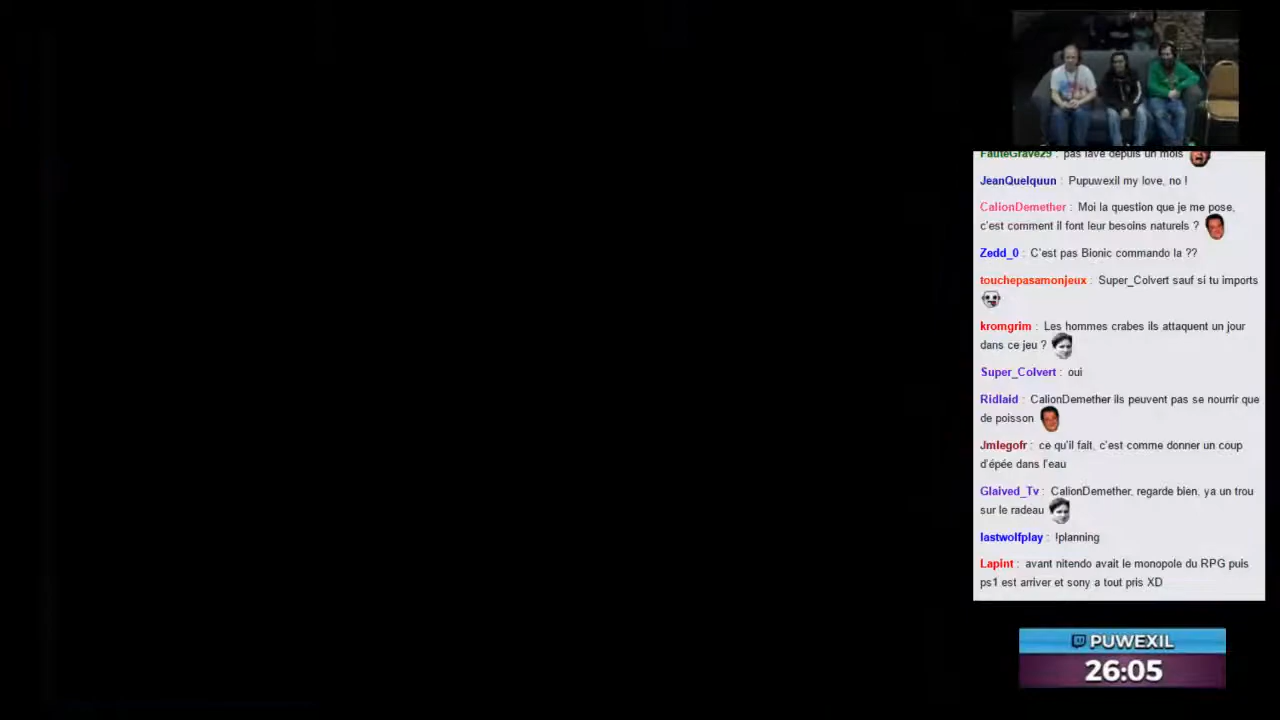 FauteGrave29 : pas lavé depuis un mois
JeanQuelquun : Pupuwexil my love, no !
CalionDemether : Moi la question que je me pose,
c'est comment il font leur besoins naturels ?
Zedd_0 : C'est pas Bionic commando la ??
touchepasamonjeux : Super_Colvert sauf si tu imports
kromgrim : Les hommes crabes ils attaquent un jour
dans ce jeu ?
Super_Colvert : oui
Ridlaid : CalionDemether ils peuvent pas se nourrir que
de poisson
Jmlegofr : ce qu'il fait, c'est comme donner un coup
d'épée dans l'eau
Glaived_Tv : CalionDemether, regarde bien, ya un trou
sur le radeau
lastwolfplay : !planning
Lapint : avant nitendo avait le monopole du RPG puis
ps1 est arriver et sony a tout pris XD
PUWEXIL
26:05